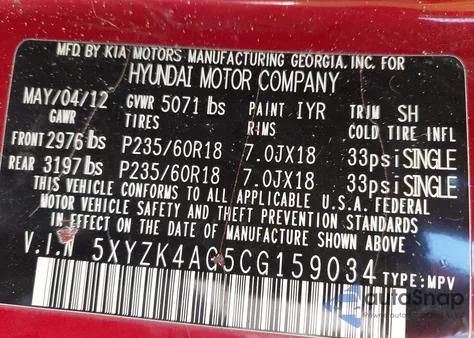 MFD. BY KIA MOTORS MANUFACTURING GEORGIA, INC. FOR
HYUNDAI MOTOR COMPANY
MAY/04/12 GVWR 5071 lbs PAINT IYR TRIM SH
GAWR TIRES RIMS COLD TIRE INFL
FRONT 2976 lbs P235/60R18 7.0JX18 33psi SINGLE
REAR 3197 lbs P235/60R18 7.0JX18 33psi SINGLE
THIS VEHICLE CONFORMS TO ALL APPLICABLE U.S.A. FEDERAL
MOTOR VEHICLE SAFETY AND THEFT PREVENTION STANDARDS
IN EFFECT ON THE DATE OF MANUFACTURE SHOWN ABOVE
V.I.N 5XYZK4AG5CG159034 TYPE: MPV
autoSnap